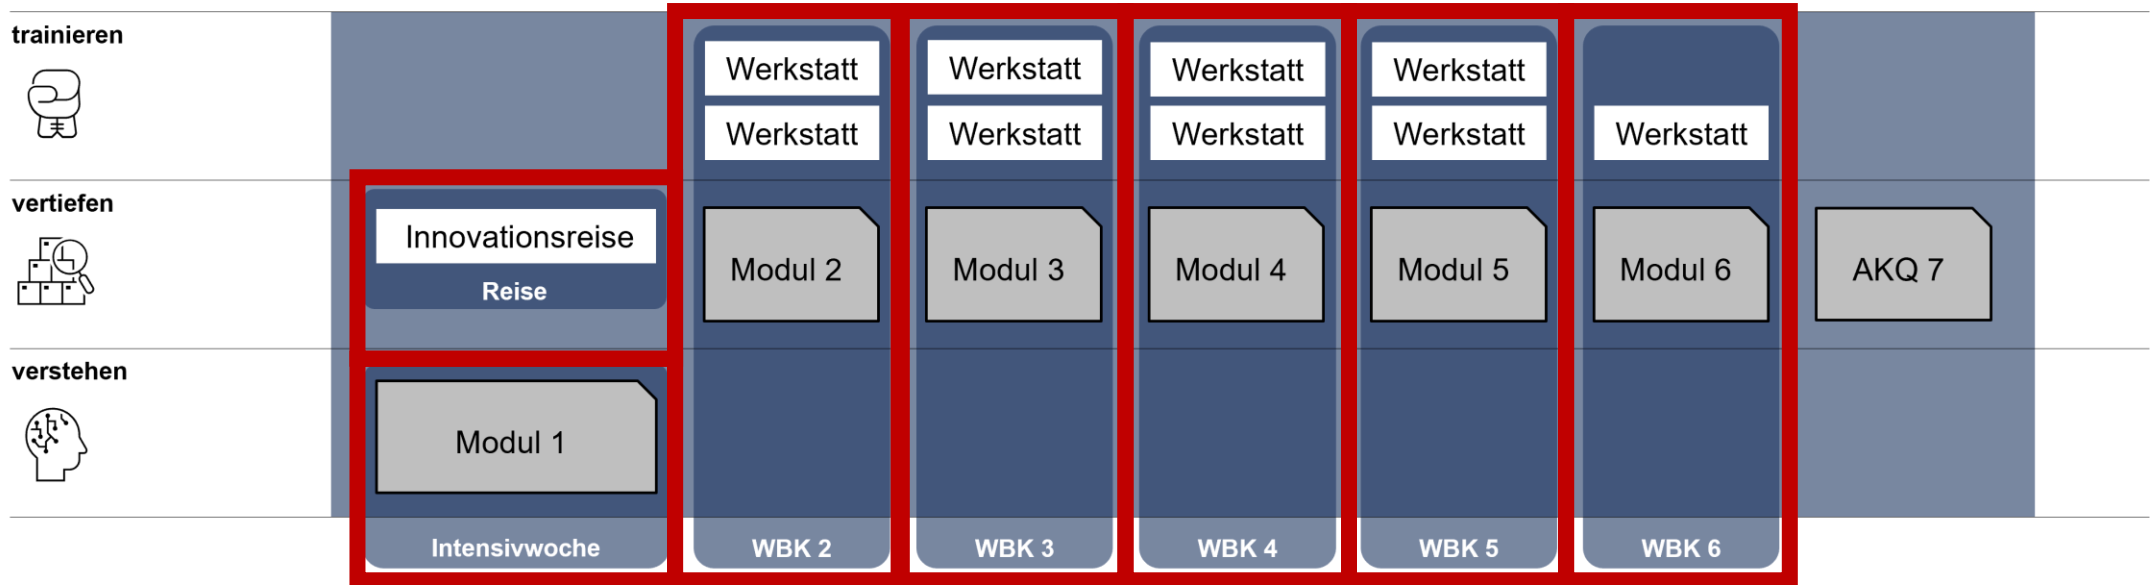 trainieren
Werkstatt Werkstatt Werkstatt Werkstatt
Werkstatt Werkstatt Werkstatt Werkstatt Werkstatt
vertiefen
Innovationsreise
Reise
Modul 2 Modul 3 Modul 4 Modul 5 Modul 6 AKQ 7
verstehen
Modul 1
Intensivwoche WBK 2 WBK 3 WBK 4 WBK 5 WBK 6